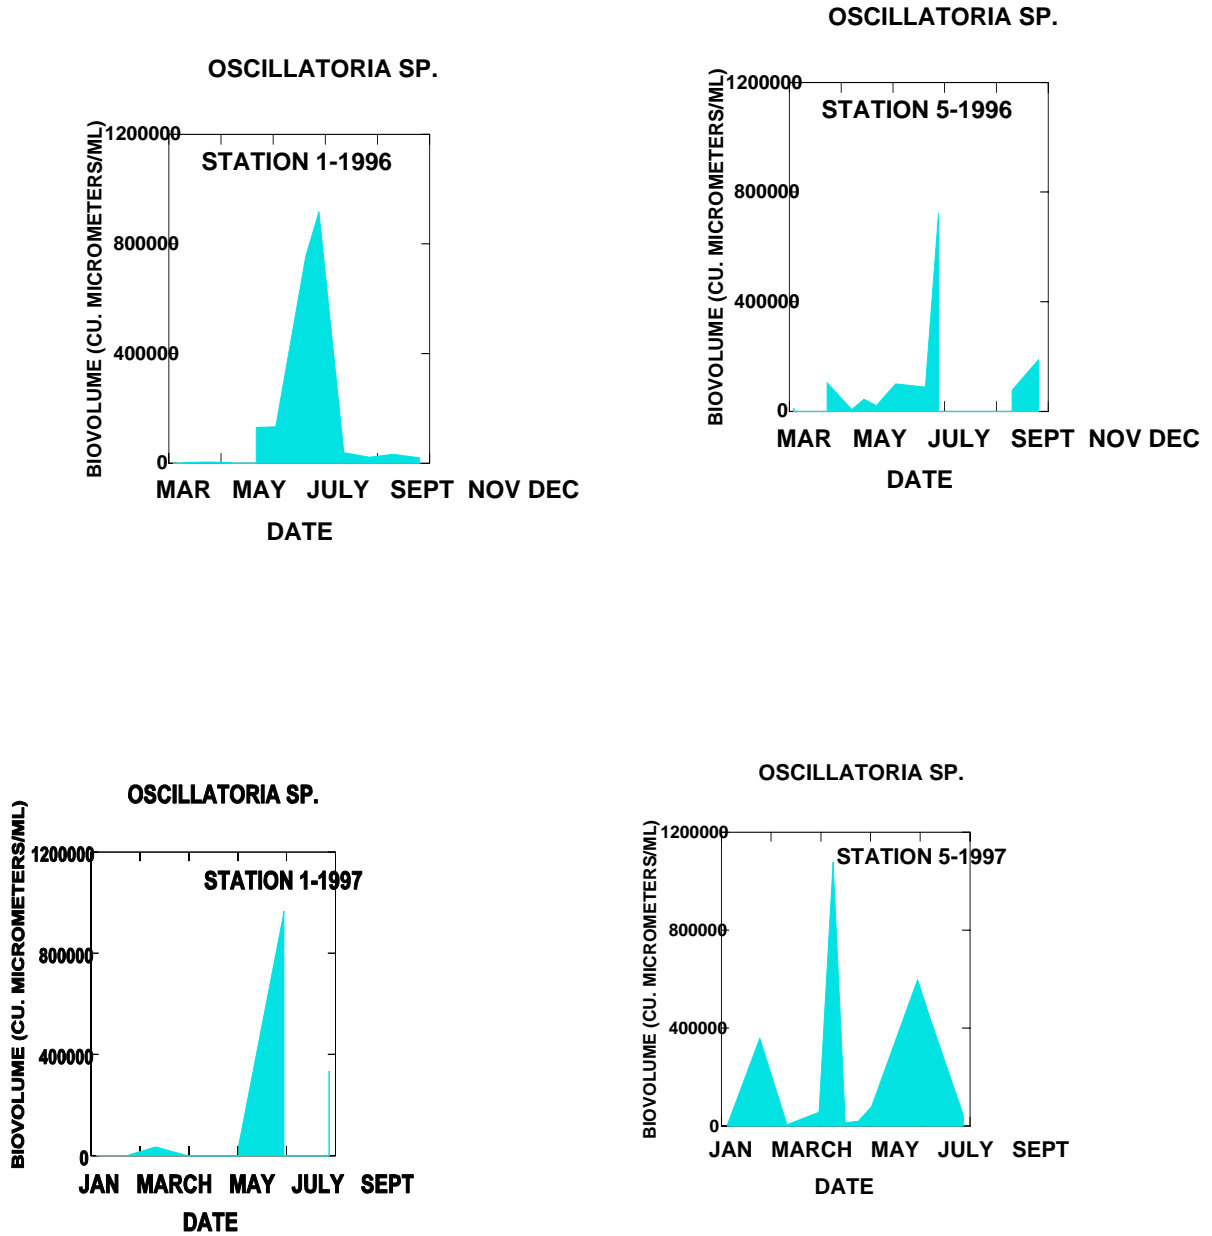 OSCILLATORIA SP.
BIOVOLUME (CU. MICROMETERS/ML)
1200000
800000
400000
0
STATION 1-1996
MAR MAY JULY SEPT NOV DEC
DATE
OSCILLATORIA SP.
BIOVOLUME (CU. MICROMETERS/ML)
1200000
800000
400000
0
STATION 5-1996
MAR MAY JULY SEPT NOV DEC
DATE
OSCILLATORIA SP.
BIOVOLUME (CU. MICROMETERS/ML)
1200000
800000
400000
0
STATION 1-1997
JAN MARCH MAY JULY SEPT
DATE
OSCILLATORIA SP.
BIOVOLUME (CU. MICROMETERS/ML)
1200000
800000
400000
0
STATION 5-1997
JAN MARCH MAY JULY SEPT
DATE